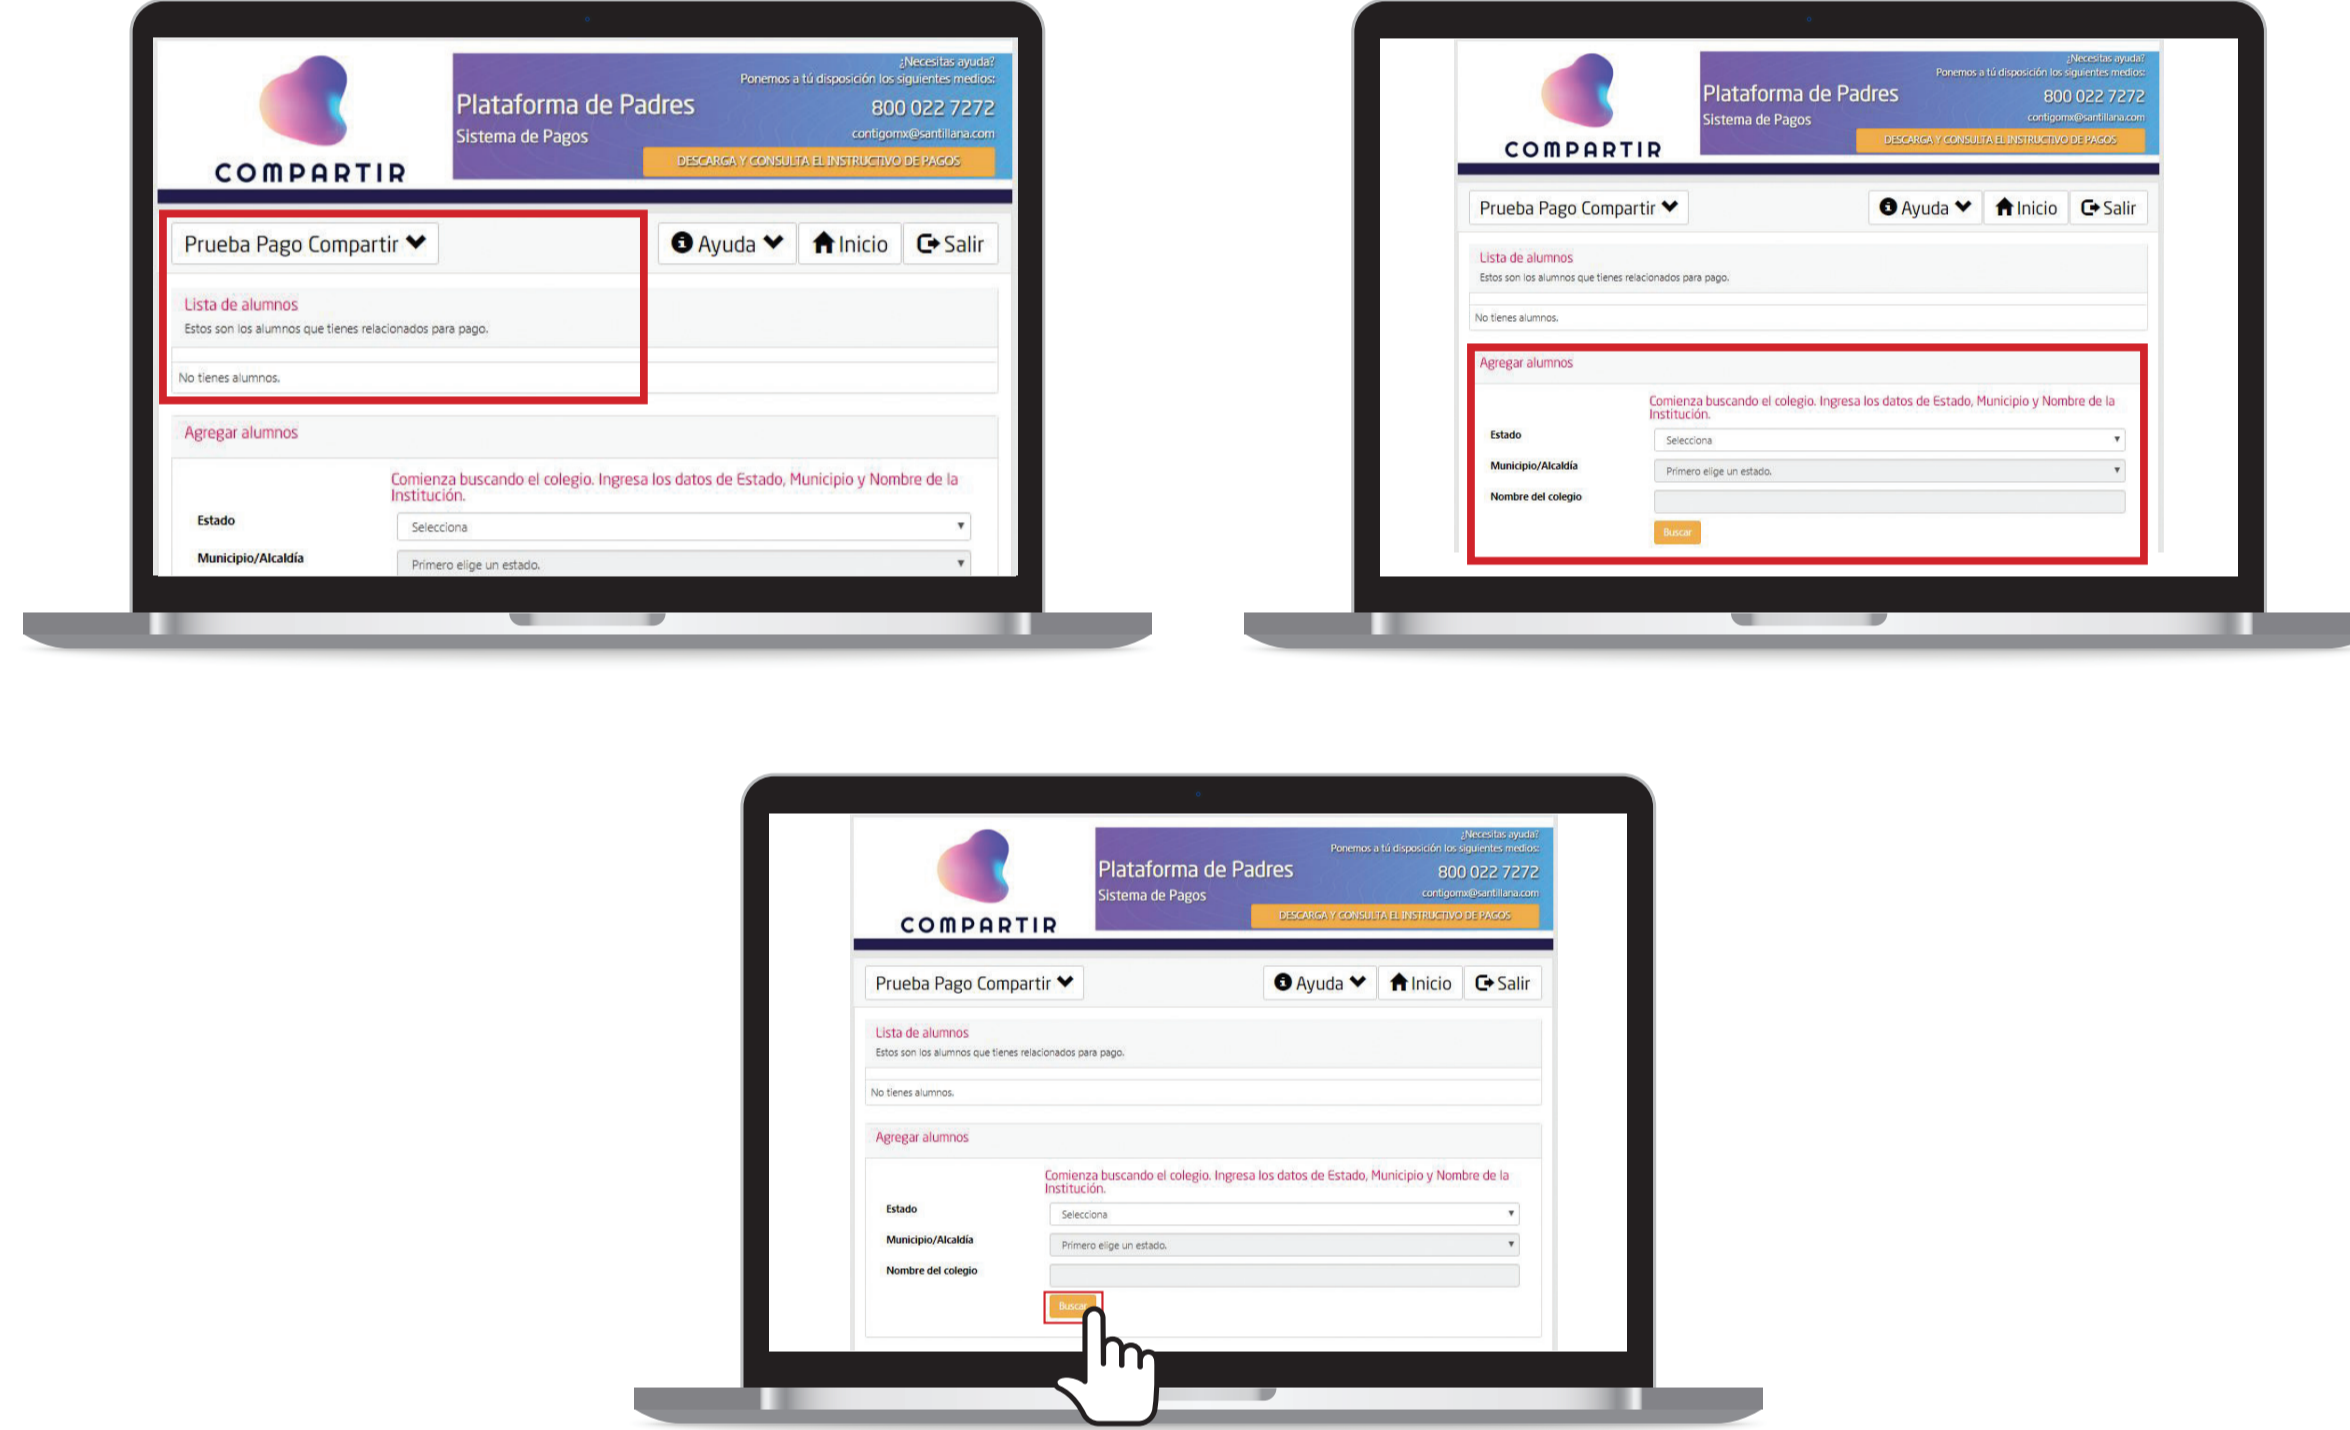 ¿Necesitas ayuda?
Ponemos a tú disposición los siguientes medios:
Plataforma de Padres
800 022 7272
Sistema de Pagos
contigomx@santillana.com
DESCARGA Y CONSULTA EL INSTRUCTIVO DE PAGOS
COMPARTIR
Prueba Pago Compartir
Ayuda
Inicio
Salir
Lista de alumnos
Estos son los alumnos que tienes relacionados para pago.
No tienes alumnos.
Agregar alumnos
Comienza buscando el colegio. Ingresa los datos de Estado, Municipio y Nombre de la
Institución.
Estado
Selecciona
Municipio/Alcaldía
Primero elige un estado.
¿Necesitas ayuda?
Ponemos a tú disposición los siguientes medios:
Plataforma de Padres
800 022 7272
Sistema de Pagos
contigomx@santillana.com
DESCARGA Y CONSULTA EL INSTRUCTIVO DE PAGOS
COMPARTIR
Prueba Pago Compartir
Ayuda
Inicio
Salir
Lista de alumnos
Estos son los alumnos que tienes relacionados para pago.
No tienes alumnos.
Agregar alumnos
Comienza buscando el colegio. Ingresa los datos de Estado, Municipio y Nombre de la
Institución.
Estado
Selecciona
Municipio/Alcaldía
Primero elige un estado.
Nombre del colegio
Buscar
¿Necesitas ayuda?
Ponemos a tú disposición los siguientes medios:
Plataforma de Padres
800 022 7272
Sistema de Pagos
contigomx@santillana.com
DESCARGA Y CONSULTA EL INSTRUCTIVO DE PAGOS
COMPARTIR
Prueba Pago Compartir
Ayuda
Inicio
Salir
Lista de alumnos
Estos son los alumnos que tienes relacionados para pago.
No tienes alumnos.
Agregar alumnos
Comienza buscando el colegio. Ingresa los datos de Estado, Municipio y Nombre de la
Institución.
Estado
Selecciona
Municipio/Alcaldía
Primero elige un estado.
Nombre del colegio
Buscar